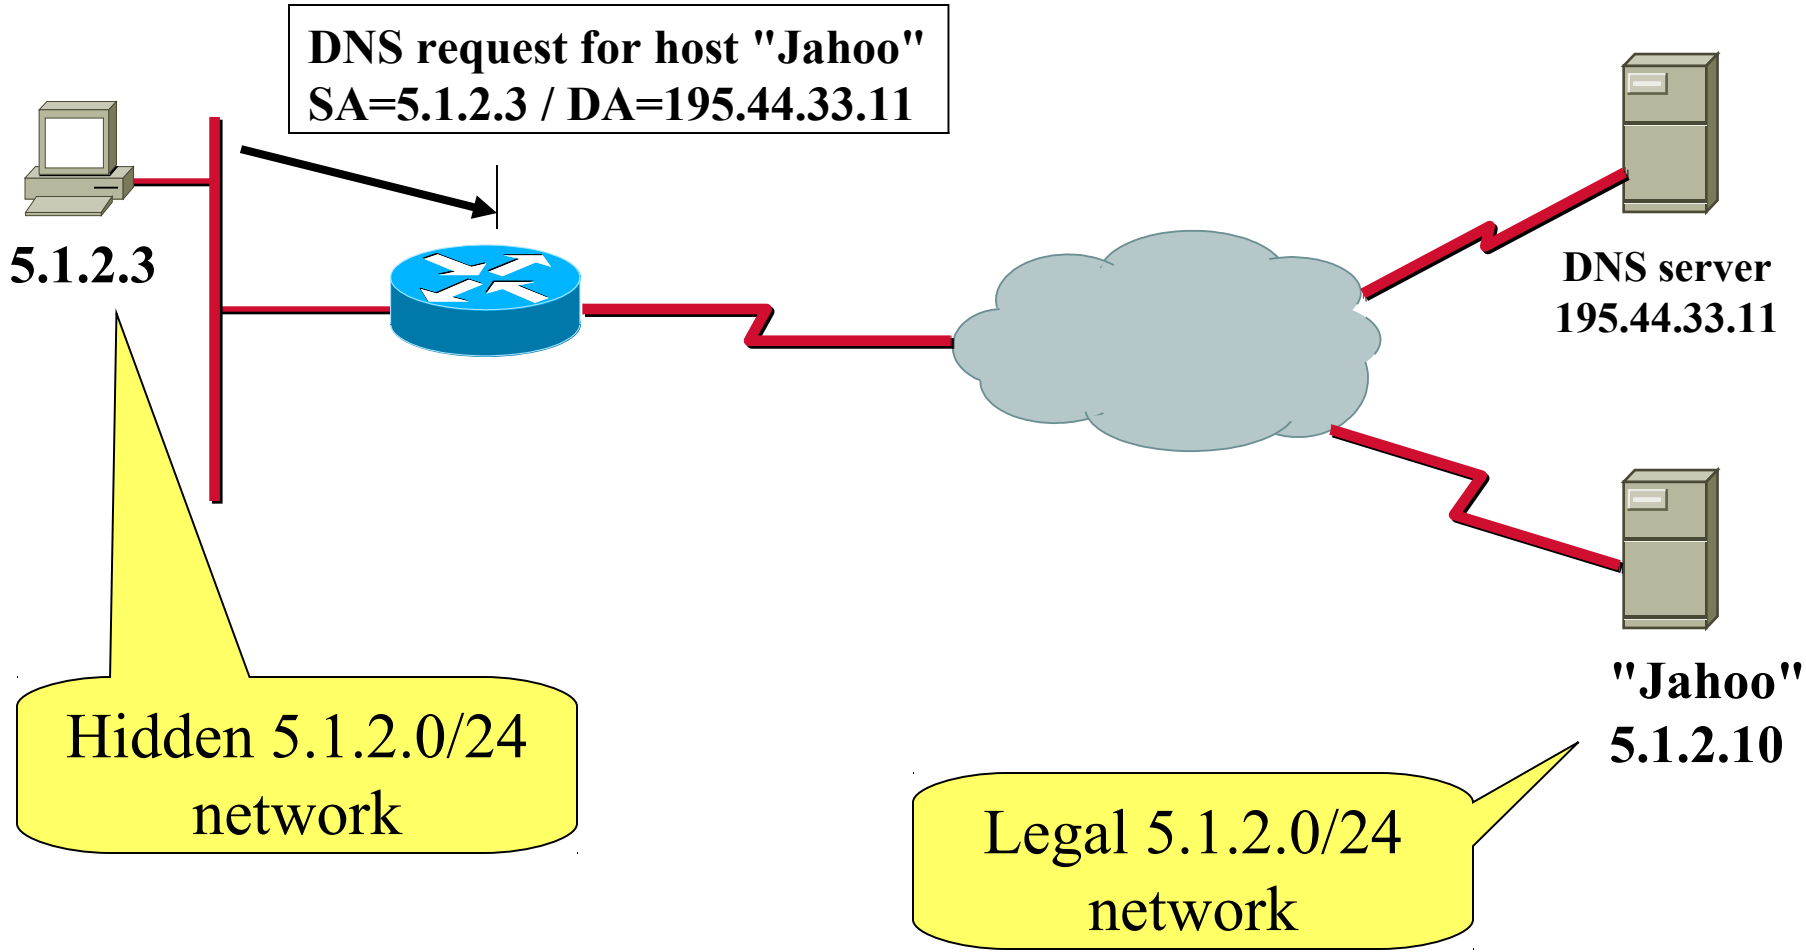 DNS request for host "Jahoo"
SA=5.1.2.3 / DA=195.44.33.11
5.1.2.3
DNS server
195.44.33.11
"Jahoo"
5.1.2.10
Hidden 5.1.2.0/24
network
Legal 5.1.2.0/24
network